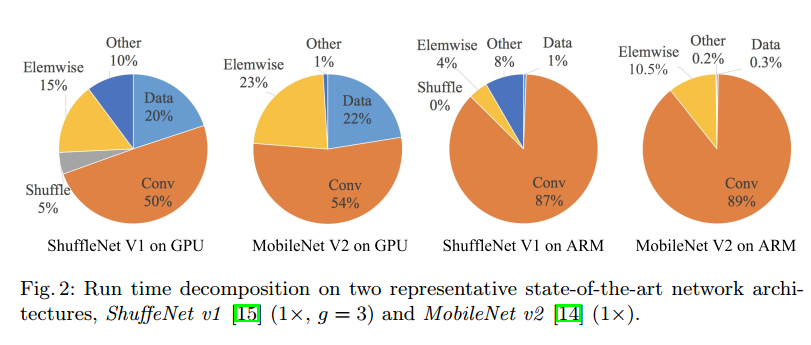 Other
10%
Elemwise
15%
Data
20%
Shuffle
5%
Conv
50%
ShuffleNet V1 on GPU
Other
1%
Elemwise
23%
Data
22%
Conv
54%
MobileNet V2 on GPU
Elemwise
4%
Other
8%
Data
1%
Shuffle
0%
Conv
87%
ShuffleNet V1 on ARM
Elemwise
10.5%
Other
0.2%
Data
0.3%
Conv
89%
MobileNet V2 on ARM
Fig. 2: Run time decomposition on two representative state-of-the-art network archi-
tectures, ShuffeNet v1 [15] (1×, g = 3) and MobileNet v2 [14] (1×).